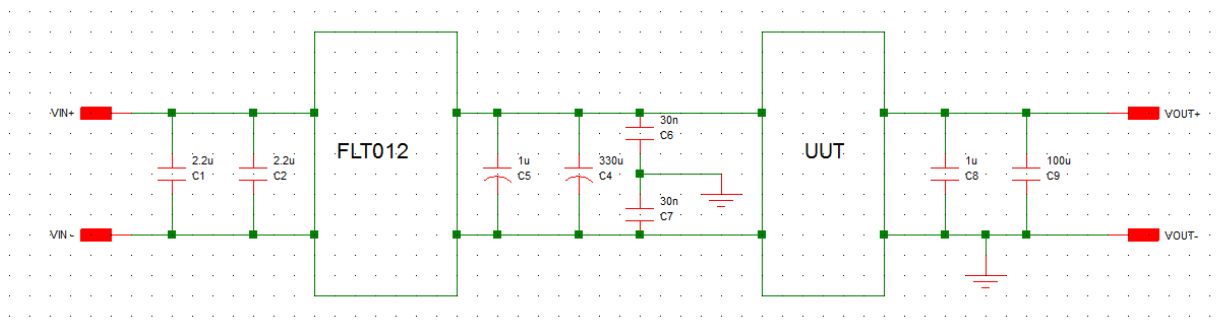 VIN+
VIN-
2.2u
C1
2.2u
C2
FLT012
1u
C5
330u
C4
30n
C6
30n
C7
UUT
1u
C8
100u
C9
VOUT+
VOUT-